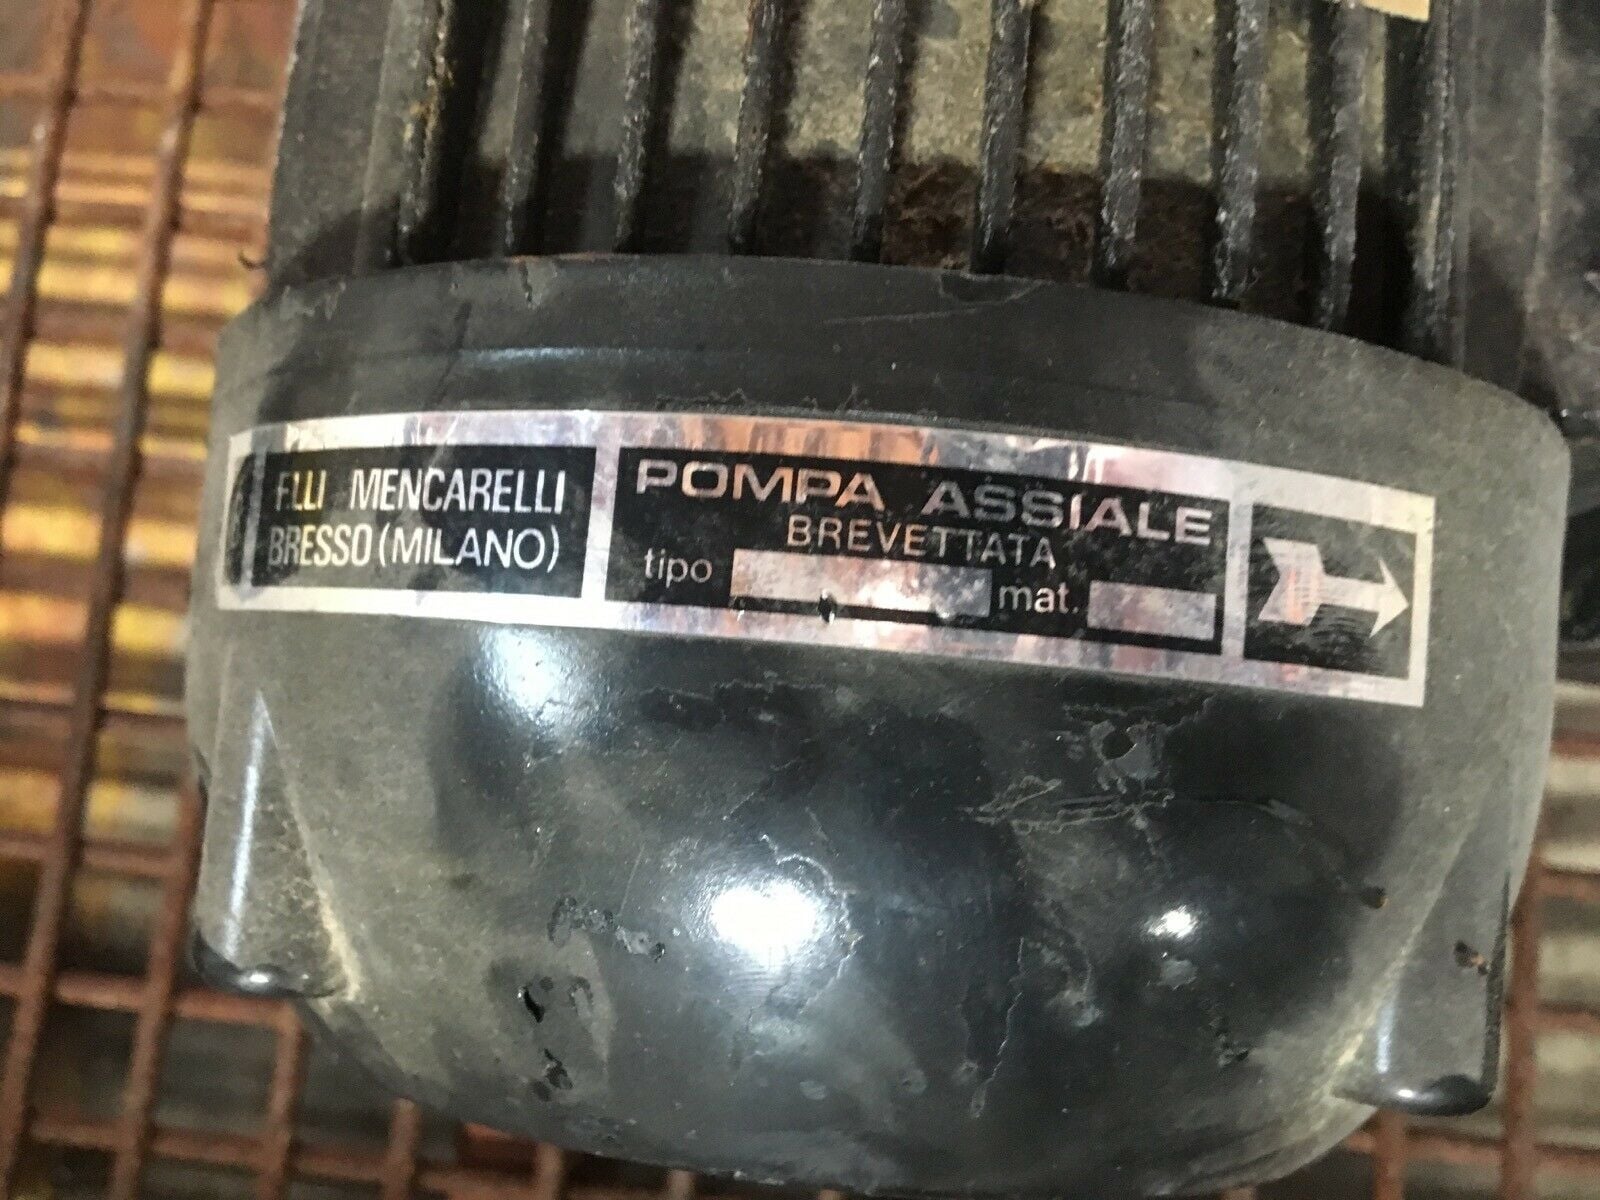 F.LLI MENCARELLI
BRESSO (MILANO)
POMPA ASSIALE
BREVETTATA
tipo mat.